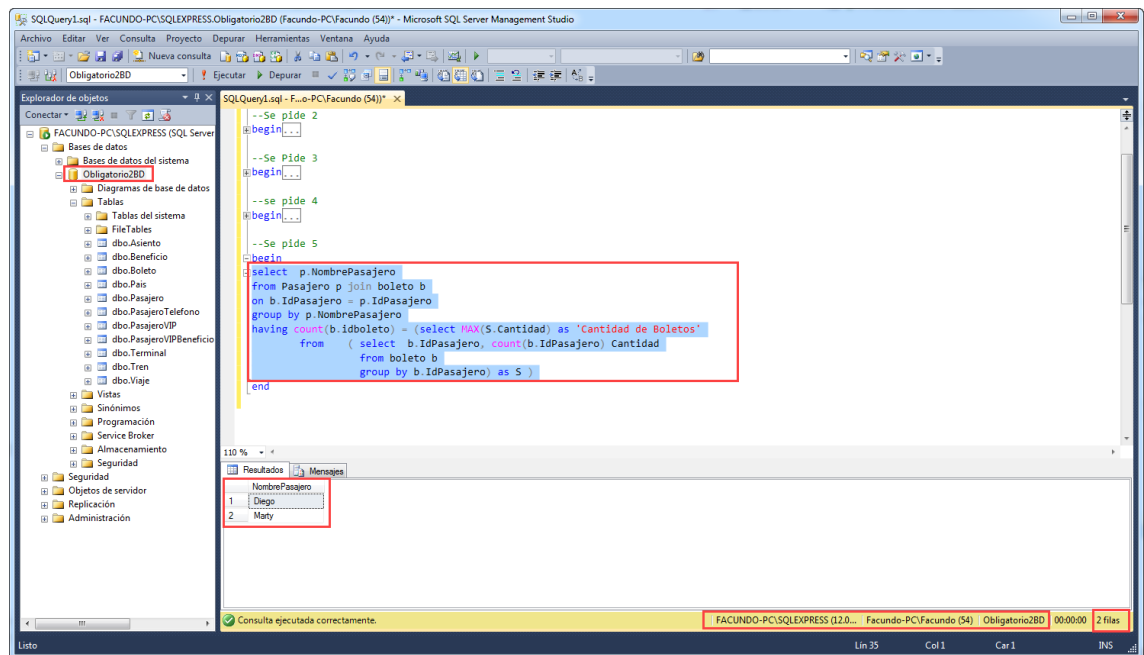 SQLQuery1.sql - FACUNDO-PC\SQLEXPRESS.Obligatorio2BD (Facundo-PC\Facundo (54))* - Microsoft SQL Server Management Studio
Archivo Editar Ver Consulta Proyecto Depurar Herramientas Ventana Ayuda
Nueva consulta
Obligatorio2BD Ejecutar Depurar
Explorador de objetos
Conectar
FACUNDO-PC\SQLEXPRESS (SQL Server
Bases de datos
Bases de datos del sistema
Obligatorio2BD
Diagramas de base de datos
Tablas
Tablas del sistema
FileTables
dbo.Asiento
dbo.Beneficio
dbo.Boleto
dbo.Pais
dbo.Pasajero
dbo.PasajeroTelefono
dbo.PasajeroVIP
dbo.PasajeroVIPBeneficio
dbo.Terminal
dbo.Tren
dbo.Viaje
Vistas
Sinónimos
Programación
Service Broker
Almacenamiento
Seguridad
Seguridad
Objetos de servidor
Replicación
Administración
SQLQuery1.sql - F...o-PC\Facundo (54))*
--Se pide 2
begin...
--Se Pide 3
begin...
--se pide 4
begin...
--Se pide 5
begin
select p.NombrePasajero
from Pasajero p join boleto b
on b.IdPasajero = p.IdPasajero
group by p.NombrePasajero
having count(b.idboleto) = (select MAX(S.Cantidad) as 'Cantidad de Boletos'
from ( select b.IdPasajero, count(b.IdPasajero) Cantidad
from boleto b
group by b.IdPasajero) as S )
end
110 %
Resultados Mensajes
NombrePasajero
1 Diego
2 Marty
Consulta ejecutada correctamente. FACUNDO-PC\SQLEXPRESS (12.0... Facundo-PC\Facundo (54) Obligatorio2BD 00:00:00 2 filas
Listo Lín 35 Col 1 Car 1 INS